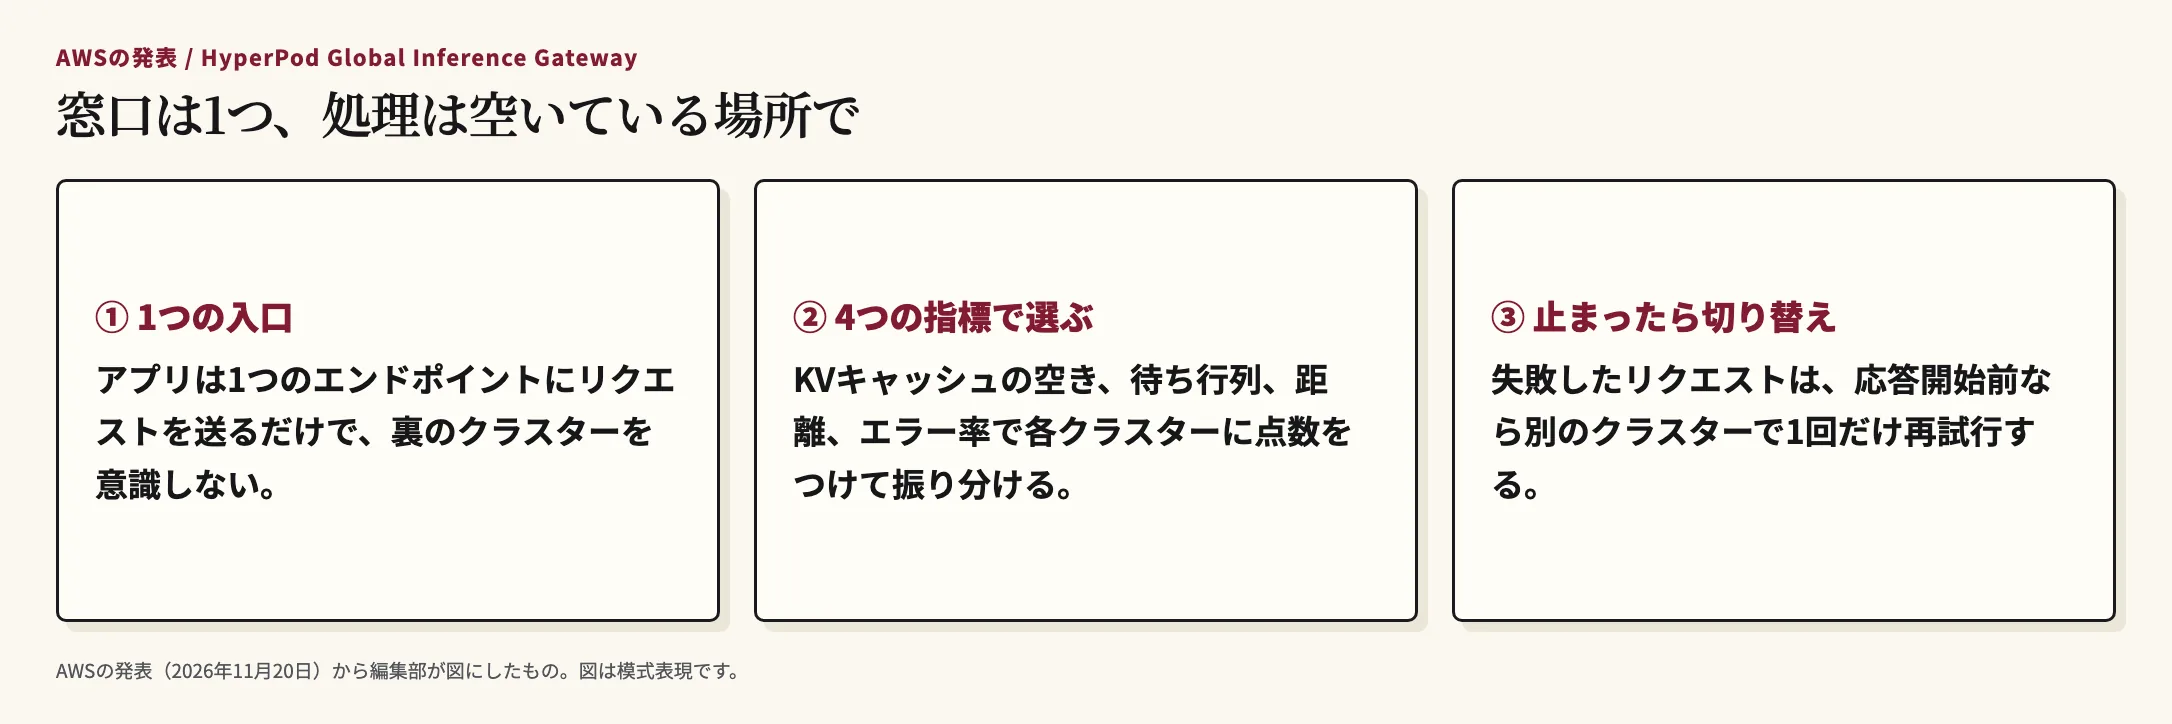 AWSの発表 / HyperPod Global Inference Gateway
窓口は1つ、処理は空いている場所で
① 1つの入口
アプリは1つのエンドポイントにリクエ
ストを送るだけで、裏のクラスターを
意識しない。
② 4つの指標で選ぶ
KVキャッシュの空き、待ち行列、距
離、エラー率で各クラスターに点数を
つけて振り分ける。
③ 止まったら切り替え
失敗したリクエストは、応答開始前な
ら別のクラスターで1回だけ再試行す
る。
AWSの発表（2026年11月20日）から編集部が図にしたもの。図は模式表現です。